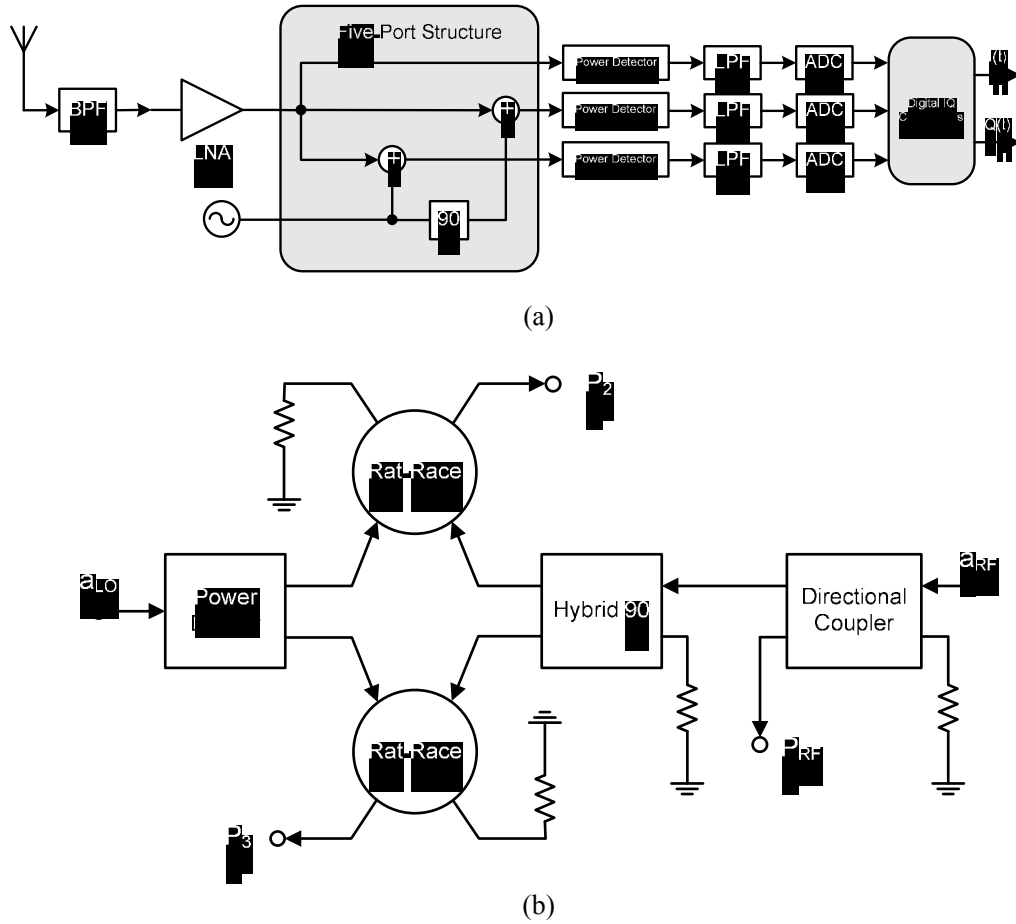 Five-Port Structure
Power Detector
LPF
ADC
I(t)
BPF
Power Detector
LPF
ADC
Digital IQ
Q(t)
LNA
Power Detector
LPF
ADC
90
(a)
P2
Rat-Race
aLO
Power
Hybrid 90
Directional
Coupler
aRF
Rat-Race
PRF
P3
(b)